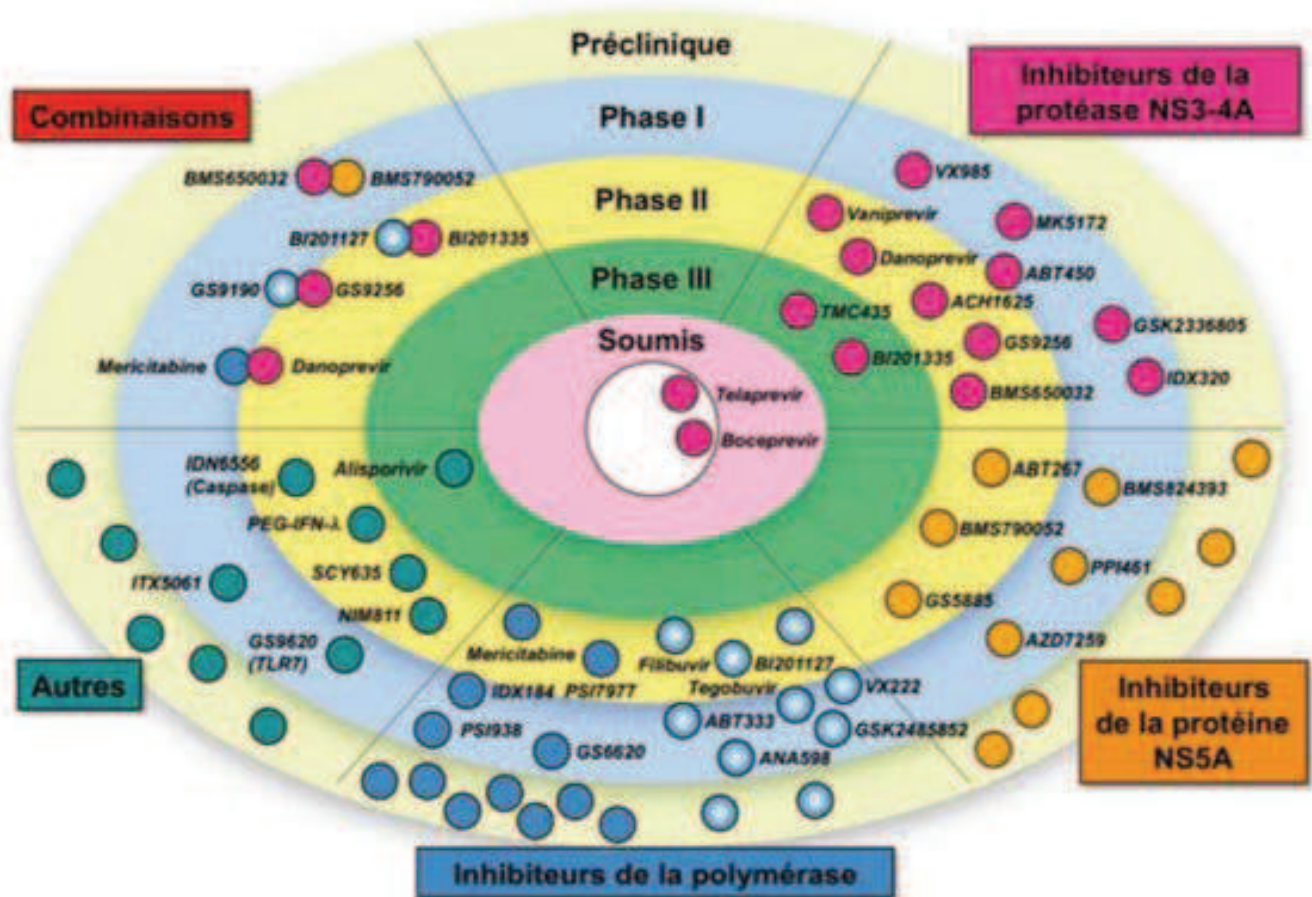 Préclinique
Phase I
Phase II
Phase III
Soumis
Combinaisons
BMS650032 BMS790052
BI201127 BI201335
GS9190 GS9256
Mericitabine Danoprevir
Inhibiteurs de la
protéase NS3-4A
VX985
Vaniprevir
MK5172
Danoprevir
ABT450
ACH1625
TMC435
GSK2336805
GS9256
BI201335
IDX320
BMS650032
Telaprevir
Boceprevir
IDN6556
(Caspase)
Alisporivir
PEG-IFN-λ
SCY635
ITX5061
NIM811
GS9620
(TLR7)
Autres
ABT267
BMS824393
BMS790052
PPI461
GS5885
AZD7259
Inhibiteurs
de la protéine
NS5A
Mericitabine
Filibuvir
BI201127
IDX184
PSI7977
Tegobuvir
VX222
PSI938
ABT333
GSK2485852
GS6620
ANA598
Inhibiteurs de la polymérase